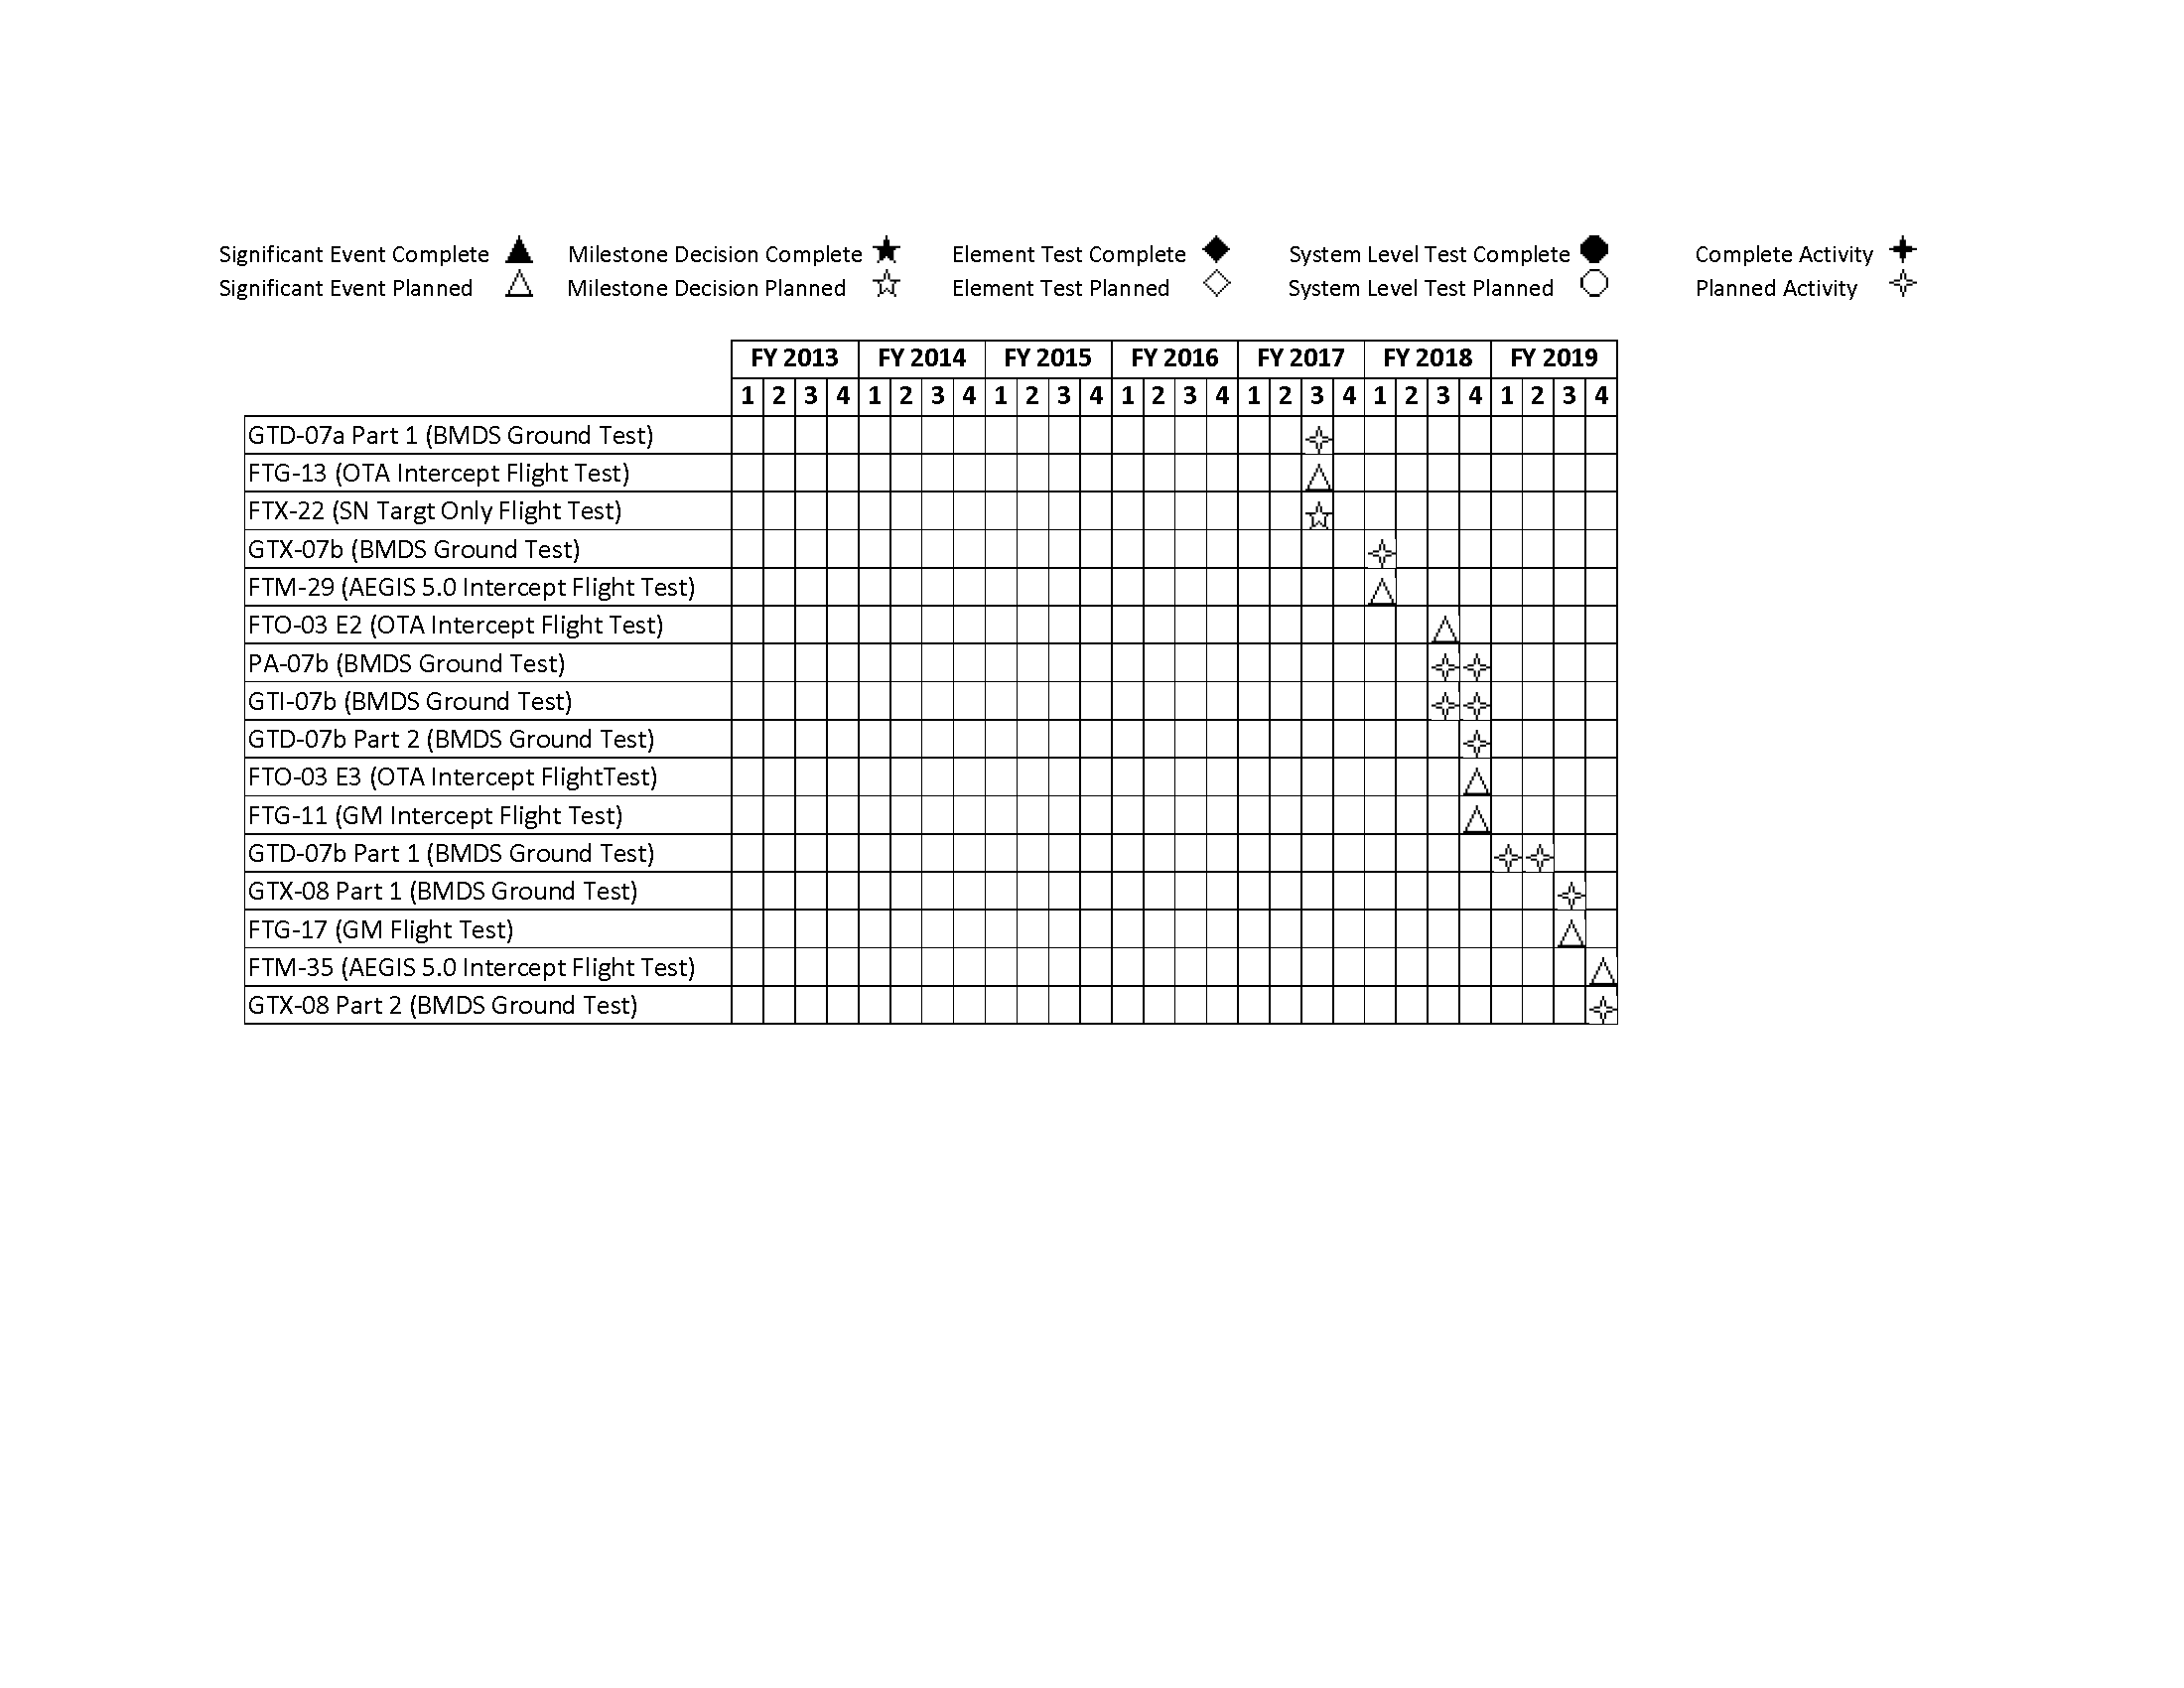 Significant Event Complete Milestone Decision Complete Element Test Complete System Level Test Complete Complete Activity
Significant Event Planned Milestone Decision Planned Element Test Planned System Level Test Planned Planned Activity
FY 2013 FY 2014 FY 2015 FY 2016 FY 2017 FY 2018 FY 2019
1 2 3 4 1 2 3 4 1 2 3 4 1 2 3 4 1 2 3 4 1 2 3 4 1 2 3 4
GTD-07a Part 1 (BMDS Ground Test)
FTG-13 (OTA Intercept Flight Test)
FTX-22 (SN Targt Only Flight Test)
GTX-07b (BMDS Ground Test)
FTM-29 (AEGIS 5.0 Intercept Flight Test)
FTO-03 E2 (OTA Intercept Flight Test)
PA-07b (BMDS Ground Test)
GTI-07b (BMDS Ground Test)
GTD-07b Part 2 (BMDS Ground Test)
FTO-03 E3 (OTA Intercept FlightTest)
FTG-11 (GM Intercept Flight Test)
GTD-07b Part 1 (BMDS Ground Test)
GTX-08 Part 1 (BMDS Ground Test)
FTG-17 (GM Flight Test)
FTM-35 (AEGIS 5.0 Intercept Flight Test)
GTX-08 Part 2 (BMDS Ground Test)